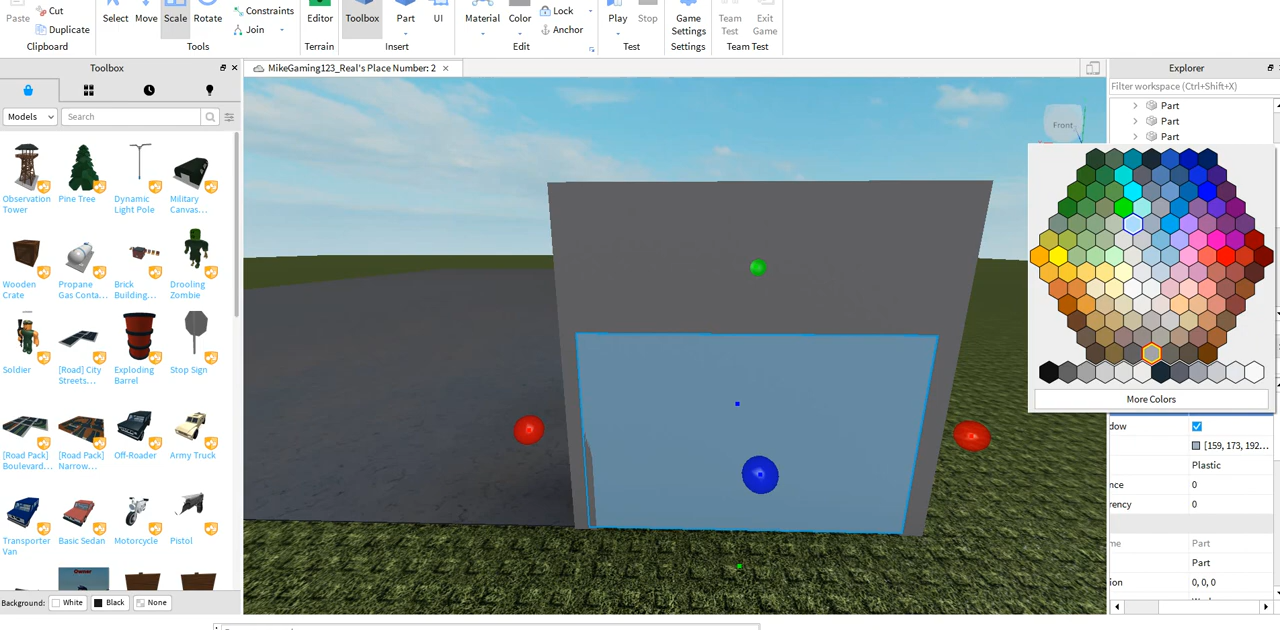 Paste
Cut
Duplicate
Clipboard
Select
Move
Scale
Rotate
Constraints
Join
Tools
Editor
Terrain
Toolbox
Part
UI
Insert
Material
Color
Lock
Anchor
Edit
Play
Stop
Test
Game
Settings
Settings
Team
Test
Exit
Game
Team Test
Toolbox
MikeGaming123_Real's Place Number: 2
Explorer
Filter workspace (Ctrl+Shift+X)
Models
Search
Part
Part
Part
Front
Observation
Tower
Pine Tree
Dynamic
Light Pole
Military
Canvas...
Wooden
Crate
Propane
Gas Conta...
Brick
Building...
Drooling
Zombie
Soldier
[Road] City
Streets...
Exploding
Barrel
Stop Sign
[Road Pack]
Boulevard...
[Road Pack]
Narrow...
Off-Roader
Army Truck
Transporter
Van
Basic Sedan
Motorcycle
Pistol
Owner
Background:
White
Black
None
More Colors
dow
[159, 173, 192...
Plastic
nce
0
rency
0
me
Part
Part
ion
0, 0, 0